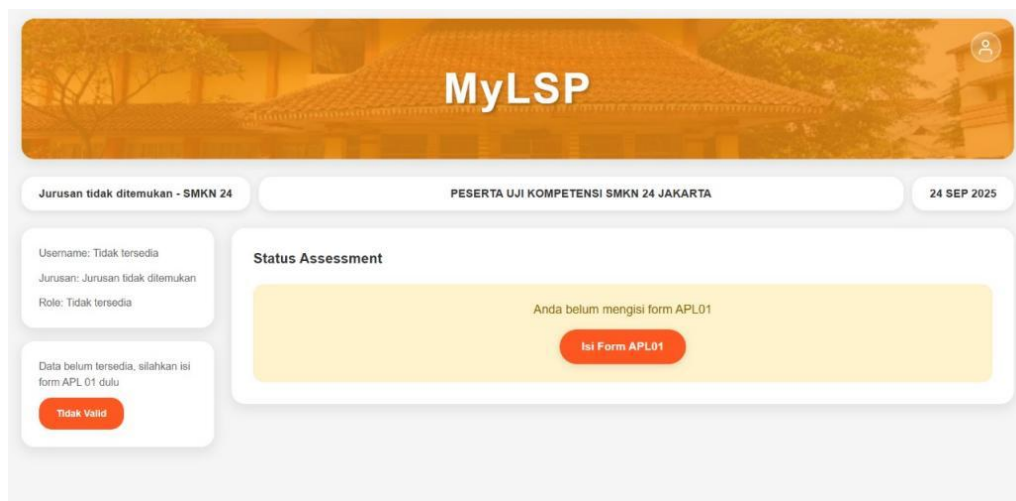 MyLSP
Jurusan tidak ditemukan - SMKN 24
PESERTA UJI KOMPETENSI SMKN 24 JAKARTA
24 SEP 2025
Username: Tidak tersedia
Jurusan: Jurusan tidak ditemukan
Role: Tidak tersedia
Data belum tersedia, silahkan isi
form APL 01 dulu
Tidak Valid
Status Assessment
Anda belum mengisi form APL01
Isi Form APL01